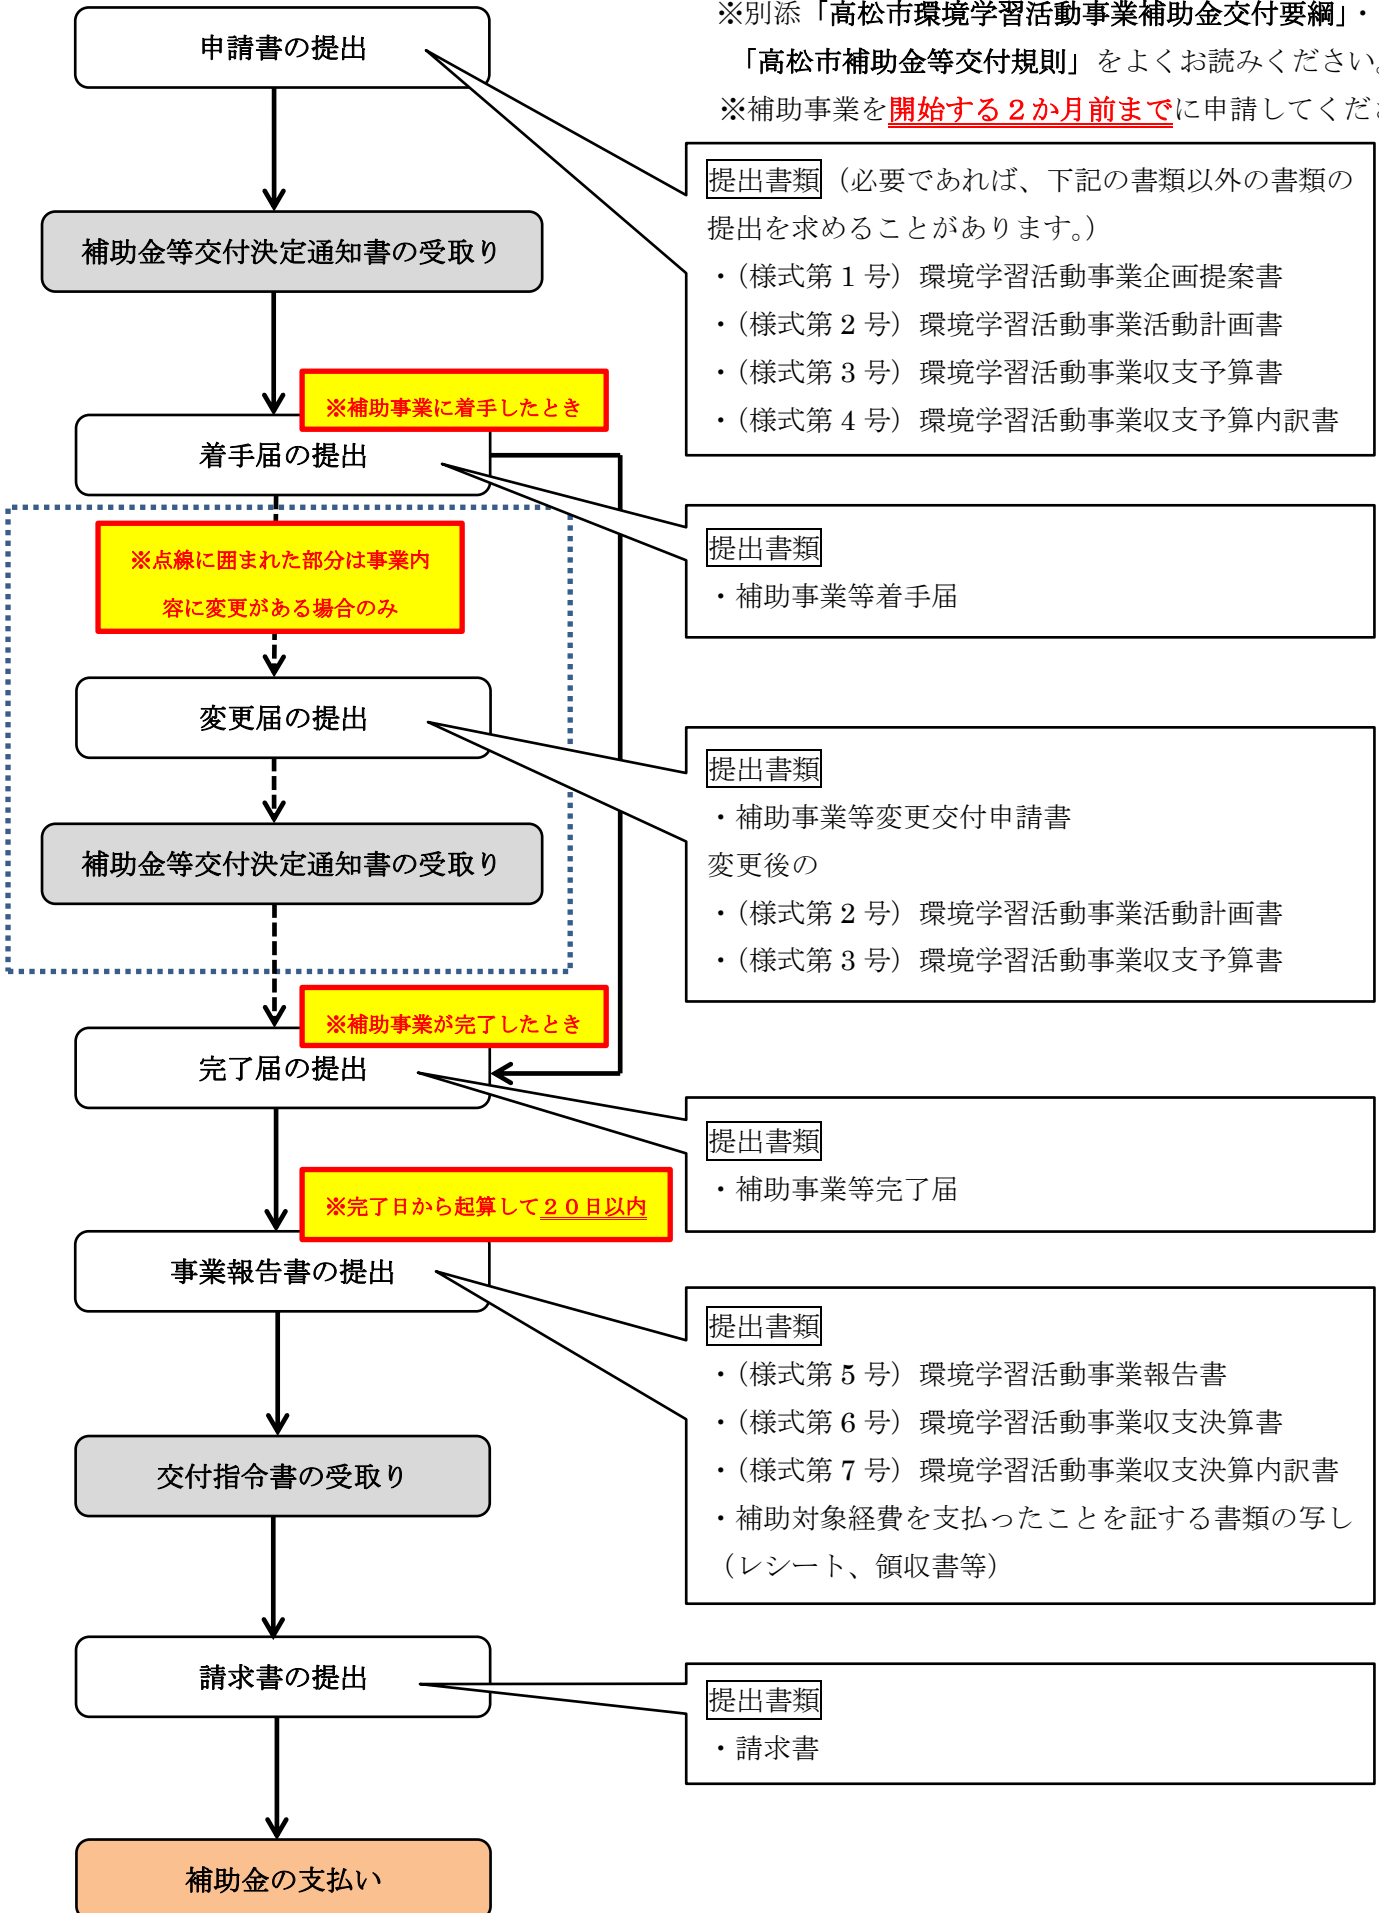 ※別添「高松市環境学習活動事業補助金交付要綱」・
「高松市補助金等交付規則」をよくお読みください。
※補助事業を開始する２か月前までに申請してくだ
申請書の提出
提出書類（必要であれば、下記の書類以外の書類の
提出を求めることがあります。）
・（様式第1号）環境学習活動事業企画提案書
・（様式第2号）環境学習活動事業活動計画書
・（様式第3号）環境学習活動事業収支予算書
・（様式第4号）環境学習活動事業収支予算内訳書
補助金等交付決定通知書の受取り
※補助事業に着手したとき
着手届の提出
提出書類
・補助事業等着手届
※点線に囲まれた部分は事業内
容に変更がある場合のみ
変更届の提出
提出書類
・補助事業等変更交付申請書
変更後の
・（様式第2号）環境学習活動事業活動計画書
・（様式第3号）環境学習活動事業収支予算書
補助金等交付決定通知書の受取り
※補助事業が完了したとき
完了届の提出
提出書類
・補助事業等完了届
※完了日から起算して２０日以内
事業報告書の提出
提出書類
・（様式第5号）環境学習活動事業報告書
・（様式第6号）環境学習活動事業収支決算書
・（様式第7号）環境学習活動事業収支決算内訳書
・補助対象経費を支払ったことを証する書類の写し
（レシート、領収書等）
交付指令書の受取り
請求書の提出
提出書類
・請求書
補助金の支払い